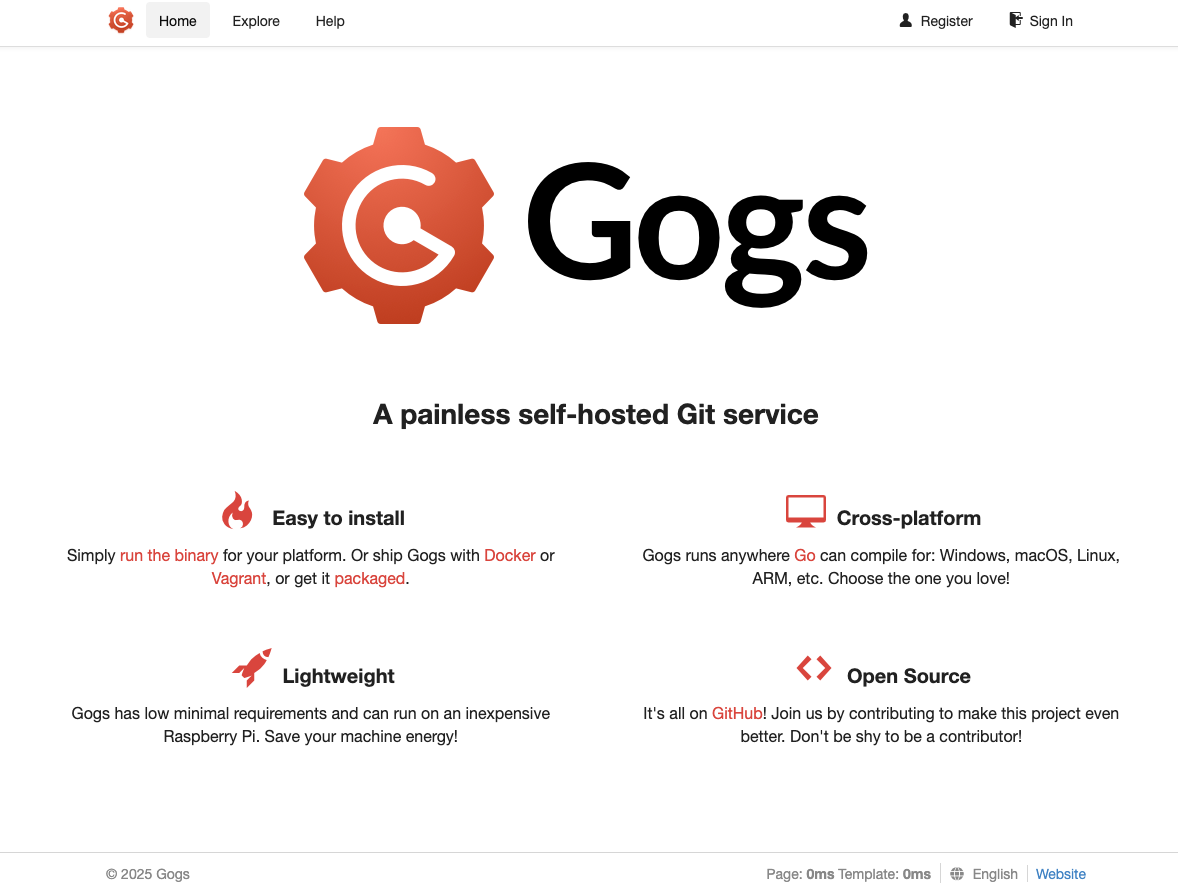 Home Explore Help Register Sign In
Gogs
A painless self-hosted Git service
Easy to install
Simply run the binary for your platform. Or ship Gogs with Docker or
Vagrant, or get it packaged.
Cross-platform
Gogs runs anywhere Go can compile for: Windows, macOS, Linux,
ARM, etc. Choose the one you love!
Lightweight
Gogs has low minimal requirements and can run on an inexpensive
Raspberry Pi. Save your machine energy!
Open Source
It's all on GitHub! Join us by contributing to make this project even
better. Don't be shy to be a contributor!
© 2025 Gogs Page: 0ms Template: 0ms English Website